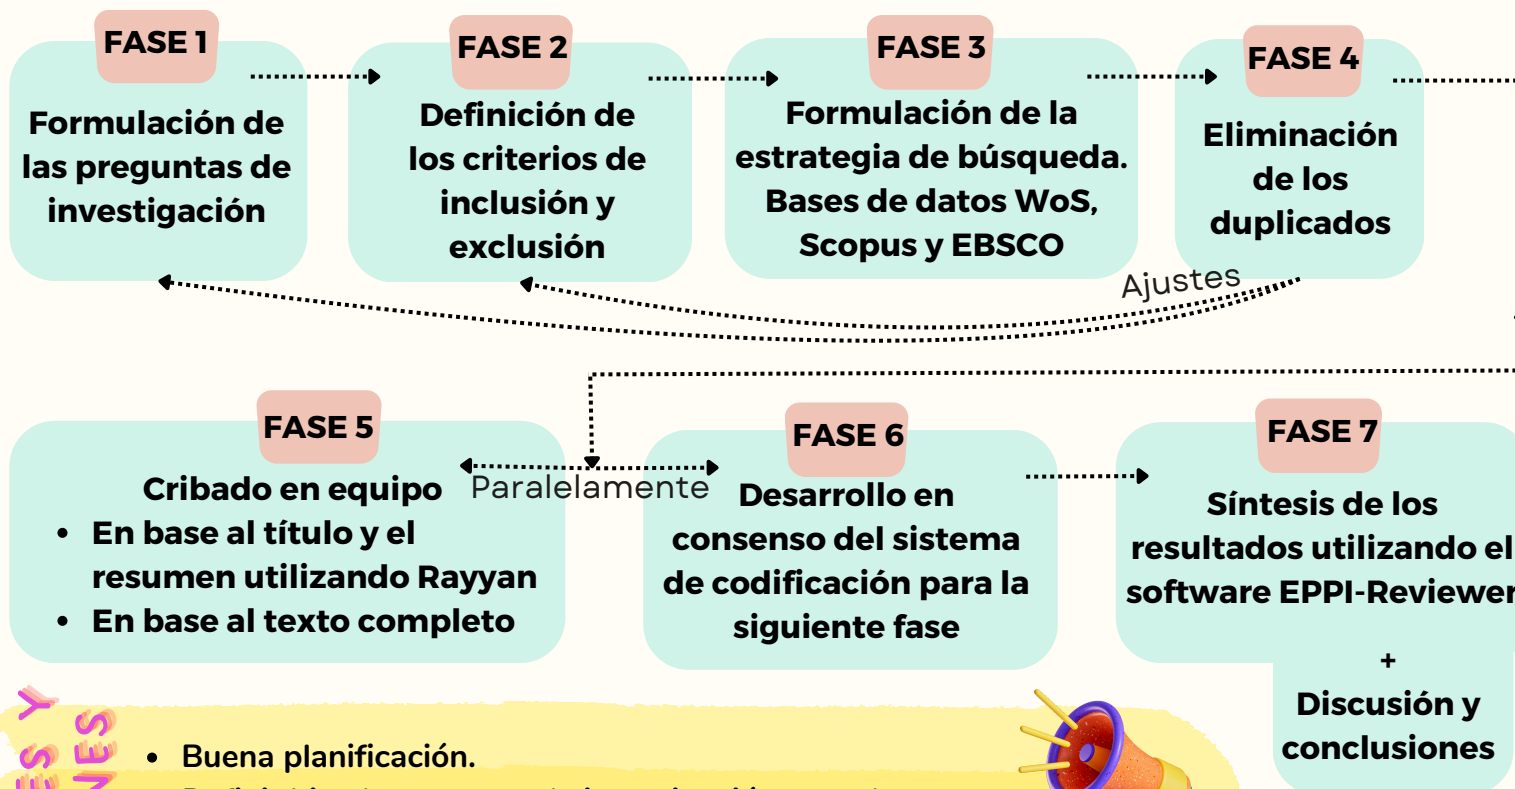 FASE 1
Formulación de
las preguntas de
investigación
FASE 2
Definición de
los criterios de
inclusión y
exclusión
FASE 3
Formulación de la
estrategia de búsqueda.
Bases de datos WoS,
Scopus y EBSCO
FASE 4
Eliminación
de los
duplicados
Ajustes
FASE 5
Cribado en equipo
• En base al título y el
resumen utilizando Rayyan
• En base al texto completo
Paralelamente
FASE 6
Desarrollo en
consenso del sistema
de codificación para la
siguiente fase
FASE 7
Síntesis de los
resultados utilizando el
software EPPI-Reviewer
+
Discusión y
conclusiones
ES Y
NES
• Buena planificación.